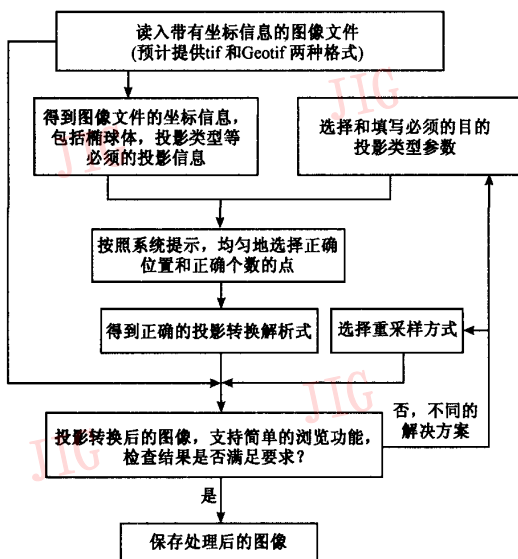 读入带有坐标信息的图像文件
(预计提供tif 和Geotif 两种格式)
得到图像文件的坐标信息，
包括椭球体，投影类型等
必须的投影信息
选择和填写必须的目的
投影类型参数
按照系统提示，均匀地选择正确
位置和正确个数的点
得到正确的投影转换解析式
选择重采样方式
否，不同的
解决方案
投影转换后的图像，支持简单的浏览功能，
检查结果是否满足要求？
是
保存处理后的图像
JIG
JIG
JIG
JIG